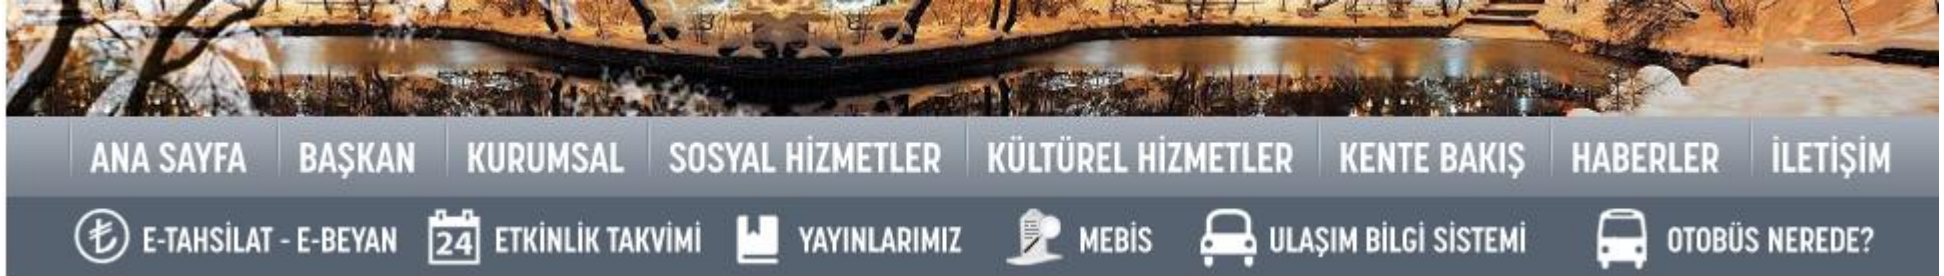 ANA SAYFA BAŞKAN KURUMSAL SOSYAL HİZMETLER KÜLTÜREL HİZMETLER KENTE BAKIŞ HABERLER İLETİŞİM
E-TAHSİLAT - E-BEYAN 24 ETKİNLİK TAKVİMİ YAYINLARIMIZ MEBİS ULAŞIM BİLGİ SİSTEMİ OTOBÜS NEREDE?